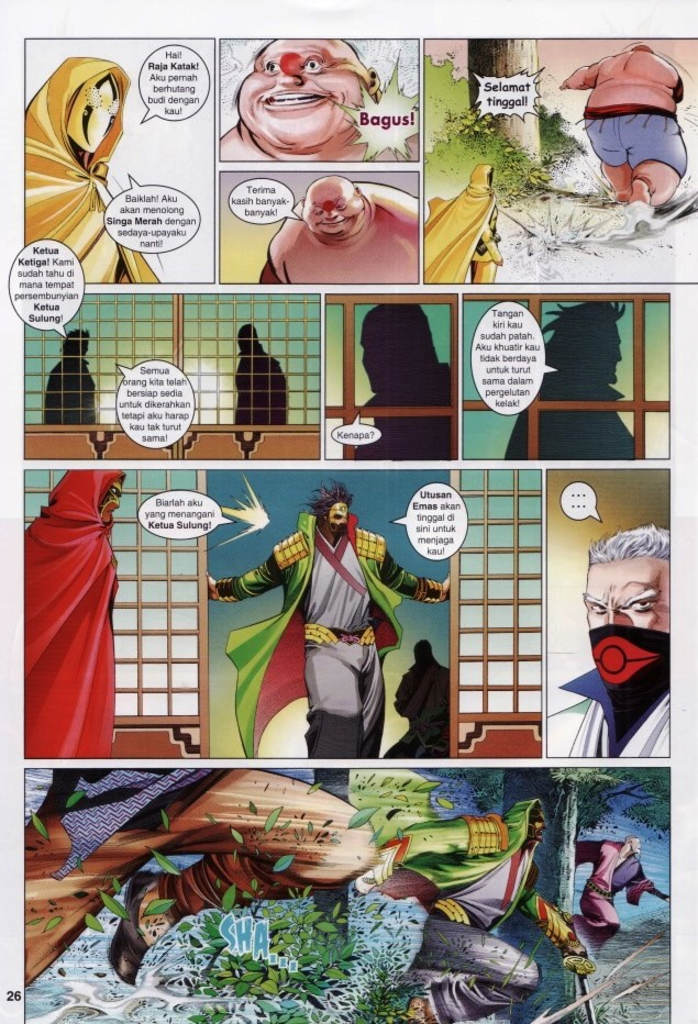 Hai!
Raja Katak!
Aku pernah
berhutang
budi dengan
kau!
Baiklah! Aku
akan menolong
Singa Merah dengan
sedaya-upayaku
nanti!
Bagus!
Terima
kasih banyak-
banyak!
Selamat
tinggal!
Ketua
Ketiga! Kami
sudah tahu di
mana tempat
persembunyian
Ketua
Sulung!
Semua
orang kita telah
bersiap sedia
untuk dikerahkan
tetapi aku harap
kau tak turut
sama!
Kenapa?
Tangan
kiri kau
sudah patah.
Aku khuatir kau
tidak berdaya
untuk turut
sama dalam
pergelutan
kelak!
Biarlah aku
yang menangani
Ketua Sulung!
Utusan
Emas akan
tinggal di
sini untuk
menjaga
kau!
...
SHA...
26